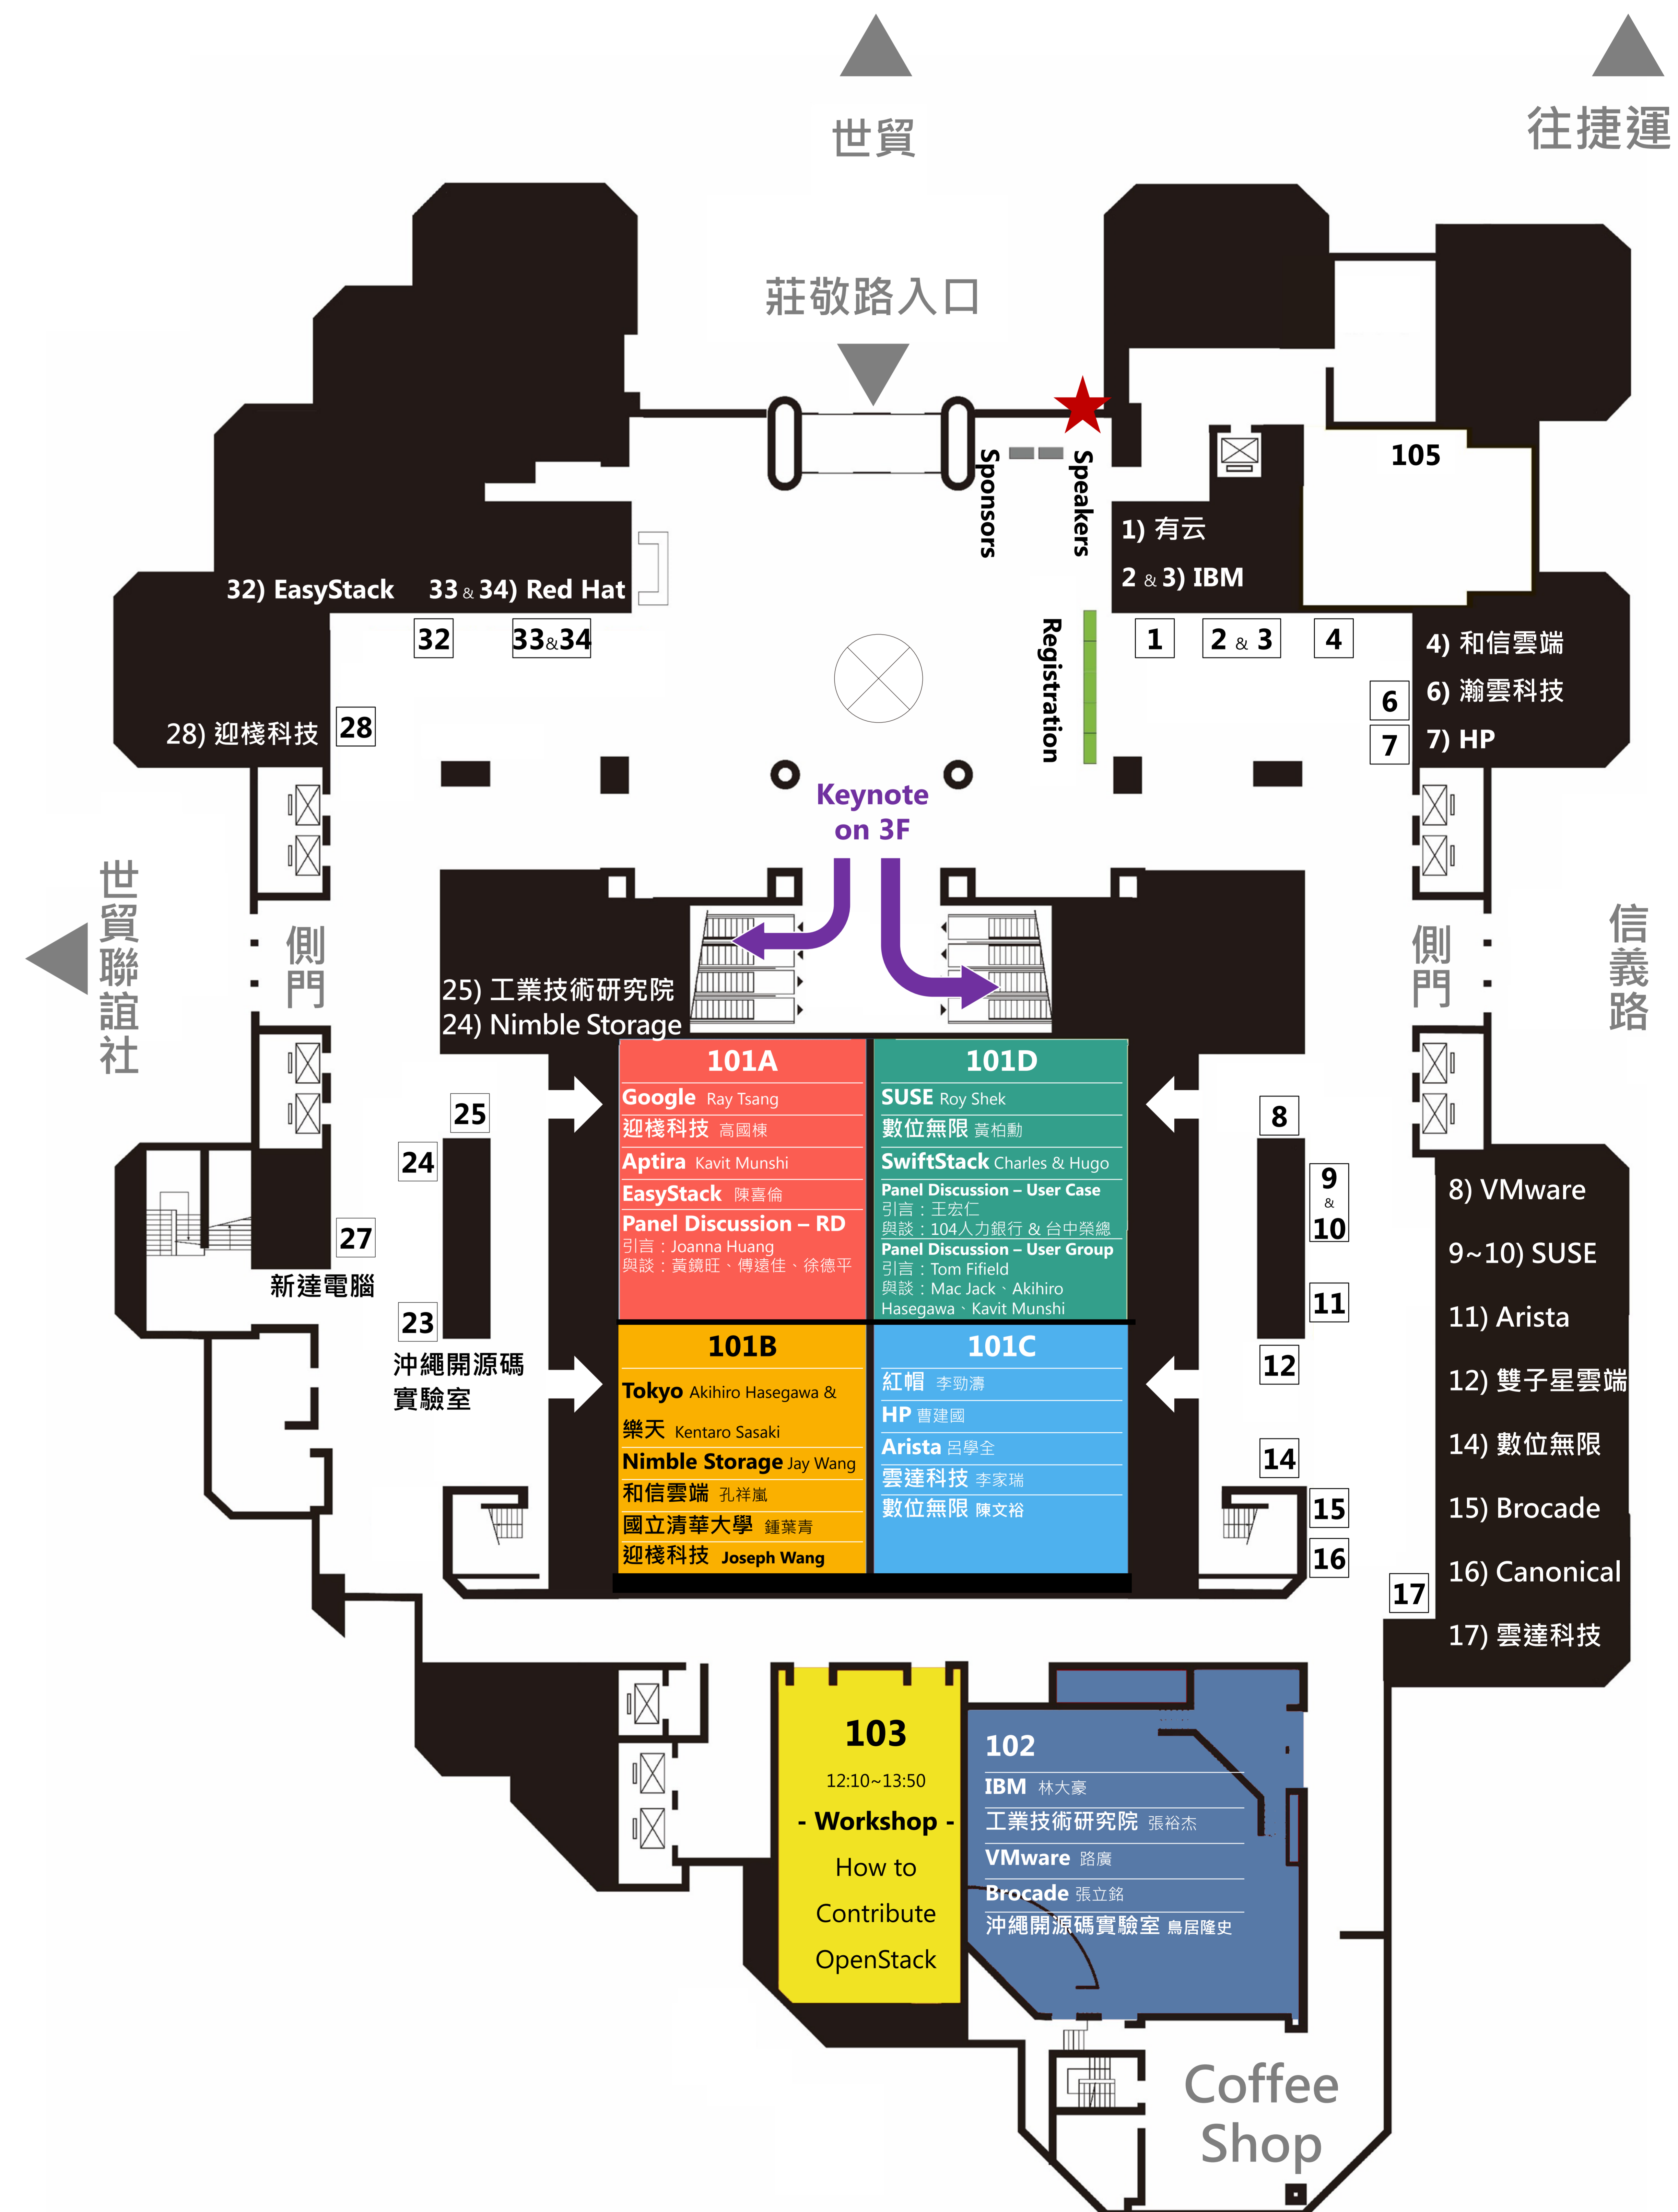 世貿
往捷運
莊敬路入口
Sponsors
Speakers
105
1) 有云
2 & 3) IBM
32) EasyStack
33 & 34) Red Hat
32
33&34
Registration
1
2 & 3
4
4) 和信雲端
6
6) 瀚雲科技
7
7) HP
28) 迎棧科技
28
Keynote
on 3F
世貿聯誼社
側門
側門
信義路
25) 工業技術研究院
24) Nimble Storage
25
24
27
新達電腦
23
沖繩開源碼
實驗室
101A
Google Ray Tsang
迎棧科技 高國棟
Aptira Kavit Munshi
EasyStack 陳喜倫
Panel Discussion – RD
引言：Joanna Huang
與談：黃鏡旺、傅遠佳、徐德平
101D
SUSE Roy Shek
數位無限 黃柏勳
SwiftStack Charles & Hugo
Panel Discussion – User Case
引言：王宏仁
與談：104人力銀行 & 台中榮總
Panel Discussion – User Group
引言：Tom Fifield
與談：Mac Jack、Akihiro
Hasegawa、Kavit Munshi
101B
Tokyo Akihiro Hasegawa &
樂天 Kentaro Sasaki
Nimble Storage Jay Wang
和信雲端 孔祥嵐
國立清華大學 鍾葉青
迎棧科技 Joseph Wang
101C
紅帽 李勁濤
HP 曹建國
Arista 呂學全
雲達科技 李家瑞
數位無限 陳文裕
8
9
&
10
11
12
14
15
16
17
8) VMware
9~10) SUSE
11) Arista
12) 雙子星雲端
14) 數位無限
15) Brocade
16) Canonical
17) 雲達科技
103
12:10~13:50
- Workshop -
How to
Contribute
OpenStack
102
IBM 林大豪
工業技術研究院 張裕杰
VMware 路廣
Brocade 張立銘
沖繩開源碼實驗室 鳥居隆史
Coffee
Shop